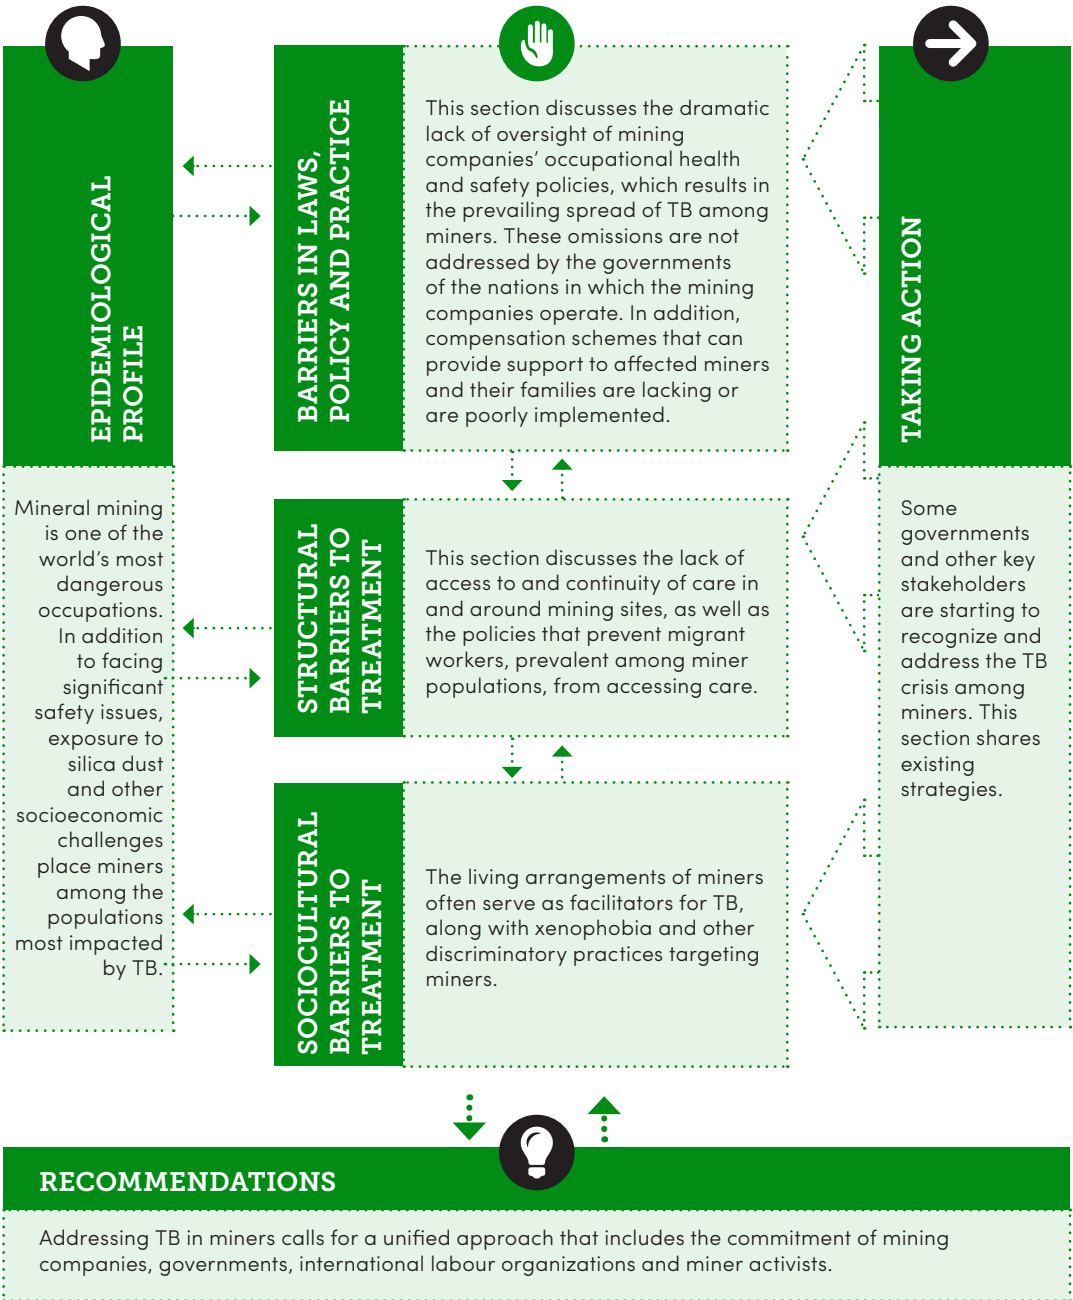 EPIDEMIOLOGICAL
PROFILE
Mineral mining
is one of the
world's most
dangerous
occupations.
In addition
to facing
significant
safety issues,
exposure to
silica dust
and other
socioeconomic
challenges
place miners
among the
populations
most impacted
by TB.
BARRIERS IN LAWS,
POLICY AND PRACTICE
This section discusses the dramatic
lack of oversight of mining
companies' occupational health
and safety policies, which results in
the prevailing spread of TB among
miners. These omissions are not
addressed by the governments
of the nations in which the mining
companies operate. In addition,
compensation schemes that can
provide support to affected miners
and their families are lacking or
are poorly implemented.
STRUCTURAL
BARRIERS TO
TREATMENT
This section discusses the lack of
access to and continuity of care in
and around mining sites, as well as
the policies that prevent migrant
workers, prevalent among miner
populations, from accessing care.
SOCIOCULTURAL
BARRIERS TO
TREATMENT
The living arrangements of miners
often serve as facilitators for TB,
along with xenophobia and other
discriminatory practices targeting
miners.
TAKING ACTION
Some
governments
and other key
stakeholders
are starting to
recognize and
address the TB
crisis among
miners. This
section shares
existing
strategies.
RECOMMENDATIONS
Addressing TB in miners calls for a unified approach that includes the commitment of mining
companies, governments, international labour organizations and miner activists.